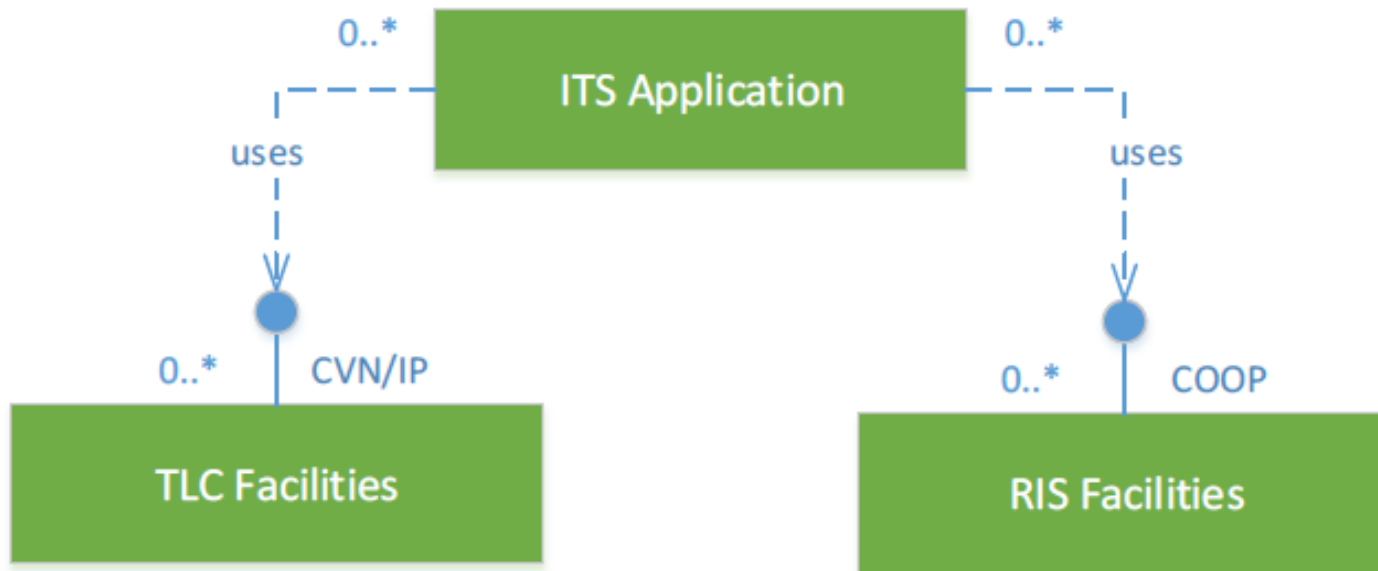 0..*
ITS Application
0..*
uses
uses
0..*
CVN/IP
0..*
COOP
TLC Facilities
RIS Facilities